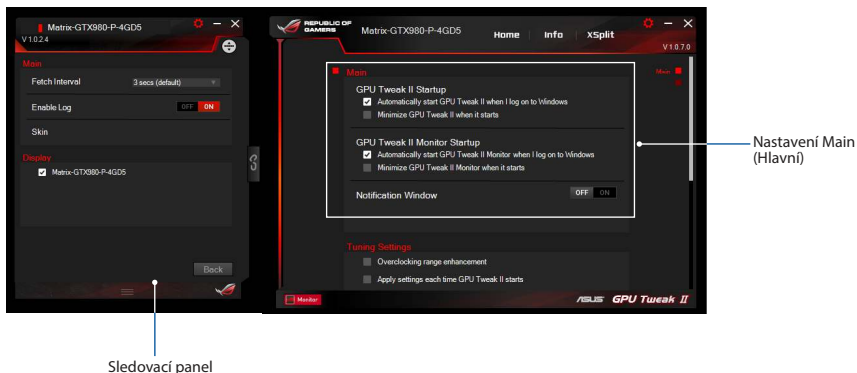 Matrix-GTX980-P-4GD5
V 1.0.2.4
Main
Fetch Interval 3 secs (default)
Enable Log OFF ON
Skin
Display
Matrix-GTX980-P-4GD5
Back
REPUBLIC OF
GAMERS
Matrix-GTX980-P-4GD5 Home Info XSplit
V 1.0.7.0
Main
Main
GPU Tweak II Startup
Automatically start GPU Tweak II when I log on to Windows
Minimize GPU Tweak II when it starts
GPU Tweak II Monitor Startup
Automatically start GPU Tweak II Monitor when I log on to Windows
Minimize GPU Tweak II Monitor when it starts
Notification Window OFF ON
Tuning Settings
Overclocking range enhancement
Apply settings each time GPU Tweak II starts
Monitor
ASUS GPU Tweak II
Nastavení Main
(Hlavní)
Sledovací panel